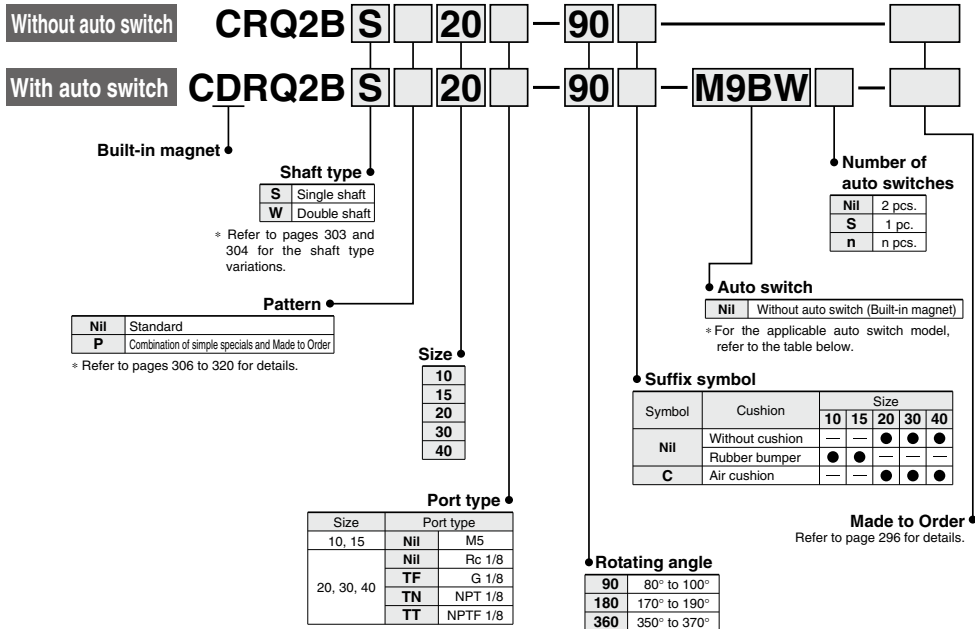 Without auto switch CRQ2B S 20 — 90
With auto switch CDRQ2B S 20 — 90 — M9BW —
Built-in magnet
Shaft type
S Single shaft
W Double shaft
* Refer to pages 303 and
304 for the shaft type
variations.
Pattern
Nil Standard
P Combination of simple specials and Made to Order
* Refer to pages 306 to 320 for details.
Size
10
15
20
30
40
Port type
Size Port type
10, 15 Nil M5
20, 30, 40 Nil Rc 1/8
TF G 1/8
TN NPT 1/8
TT NPTF 1/8
Rotating angle
90 80° to 100°
180 170° to 190°
360 350° to 370°
Suffix symbol
Symbol Cushion Size
10 15 20 30 40
Nil Without cushion — — ● ● ●
Rubber bumper ● ● — — —
C Air cushion — — ● ● ●
Auto switch
Nil Without auto switch (Built-in magnet)
* For the applicable auto switch model,
refer to the table below.
Number of
auto switches
Nil 2 pcs.
S 1 pc.
n n pcs.
Made to Order
Refer to page 296 for details.